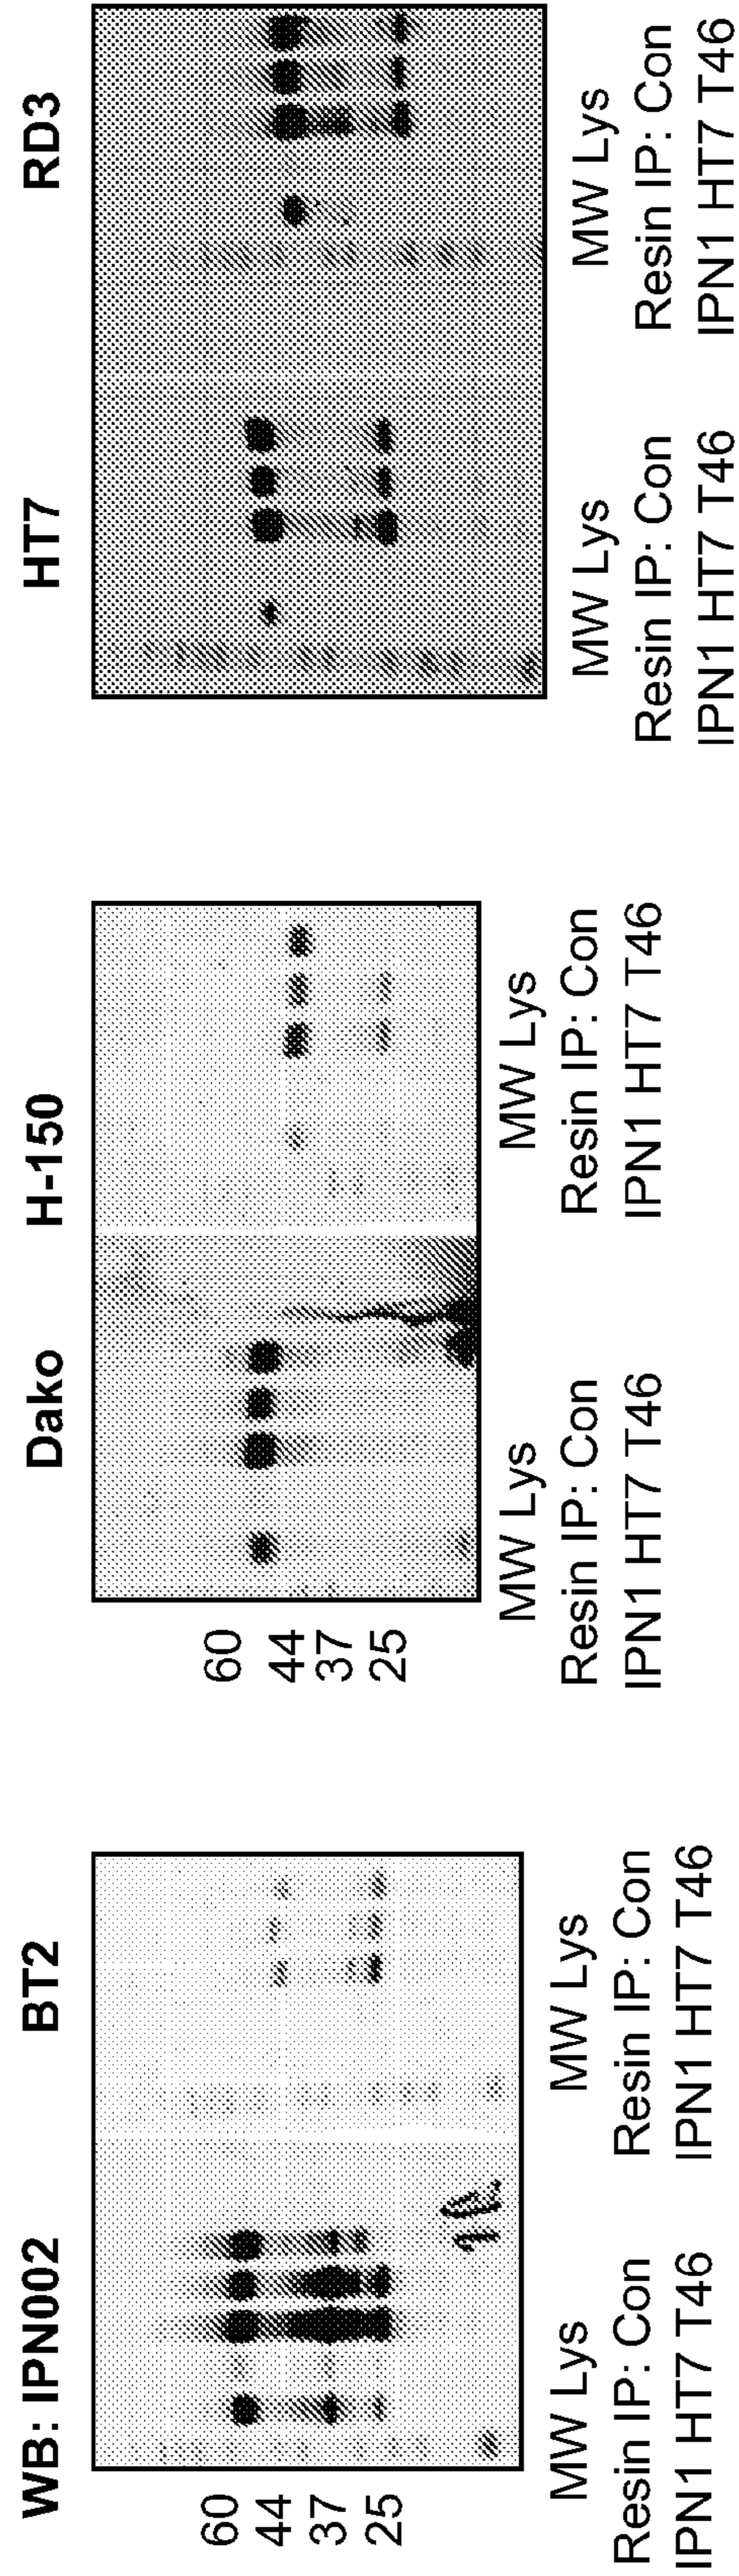 WB: IPN002
BT2
60
44
37
25
MW Lys
Resin IP: Con
IPN1 HT7 T46
MW Lys
Resin IP: Con
IPN1 HT7 T46
Dako
H-150
60
44
37
25
MW Lys
Resin IP: Con
IPN1 HT7 T46
MW Lys
Resin IP: Con
IPN1 HT7 T46
HT7
RD3
MW Lys
Resin IP: Con
IPN1 HT7 T46
MW Lys
Resin IP: Con
IPN1 HT7 T46